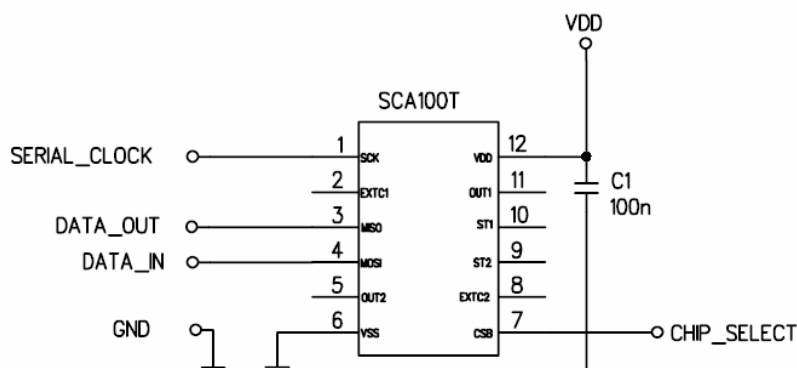 VDD
SCA100T
SERIAL_CLOCK 1 SCK VDD 12
2 EXTC1 OUT1 11
C1
100n
DATA_OUT 3 MISO ST1 10
DATA_IN 4 MOSI ST2 9
5 OUT2 EXTC2 8
GND 6 VSS CSB 7 CHIP_SELECT